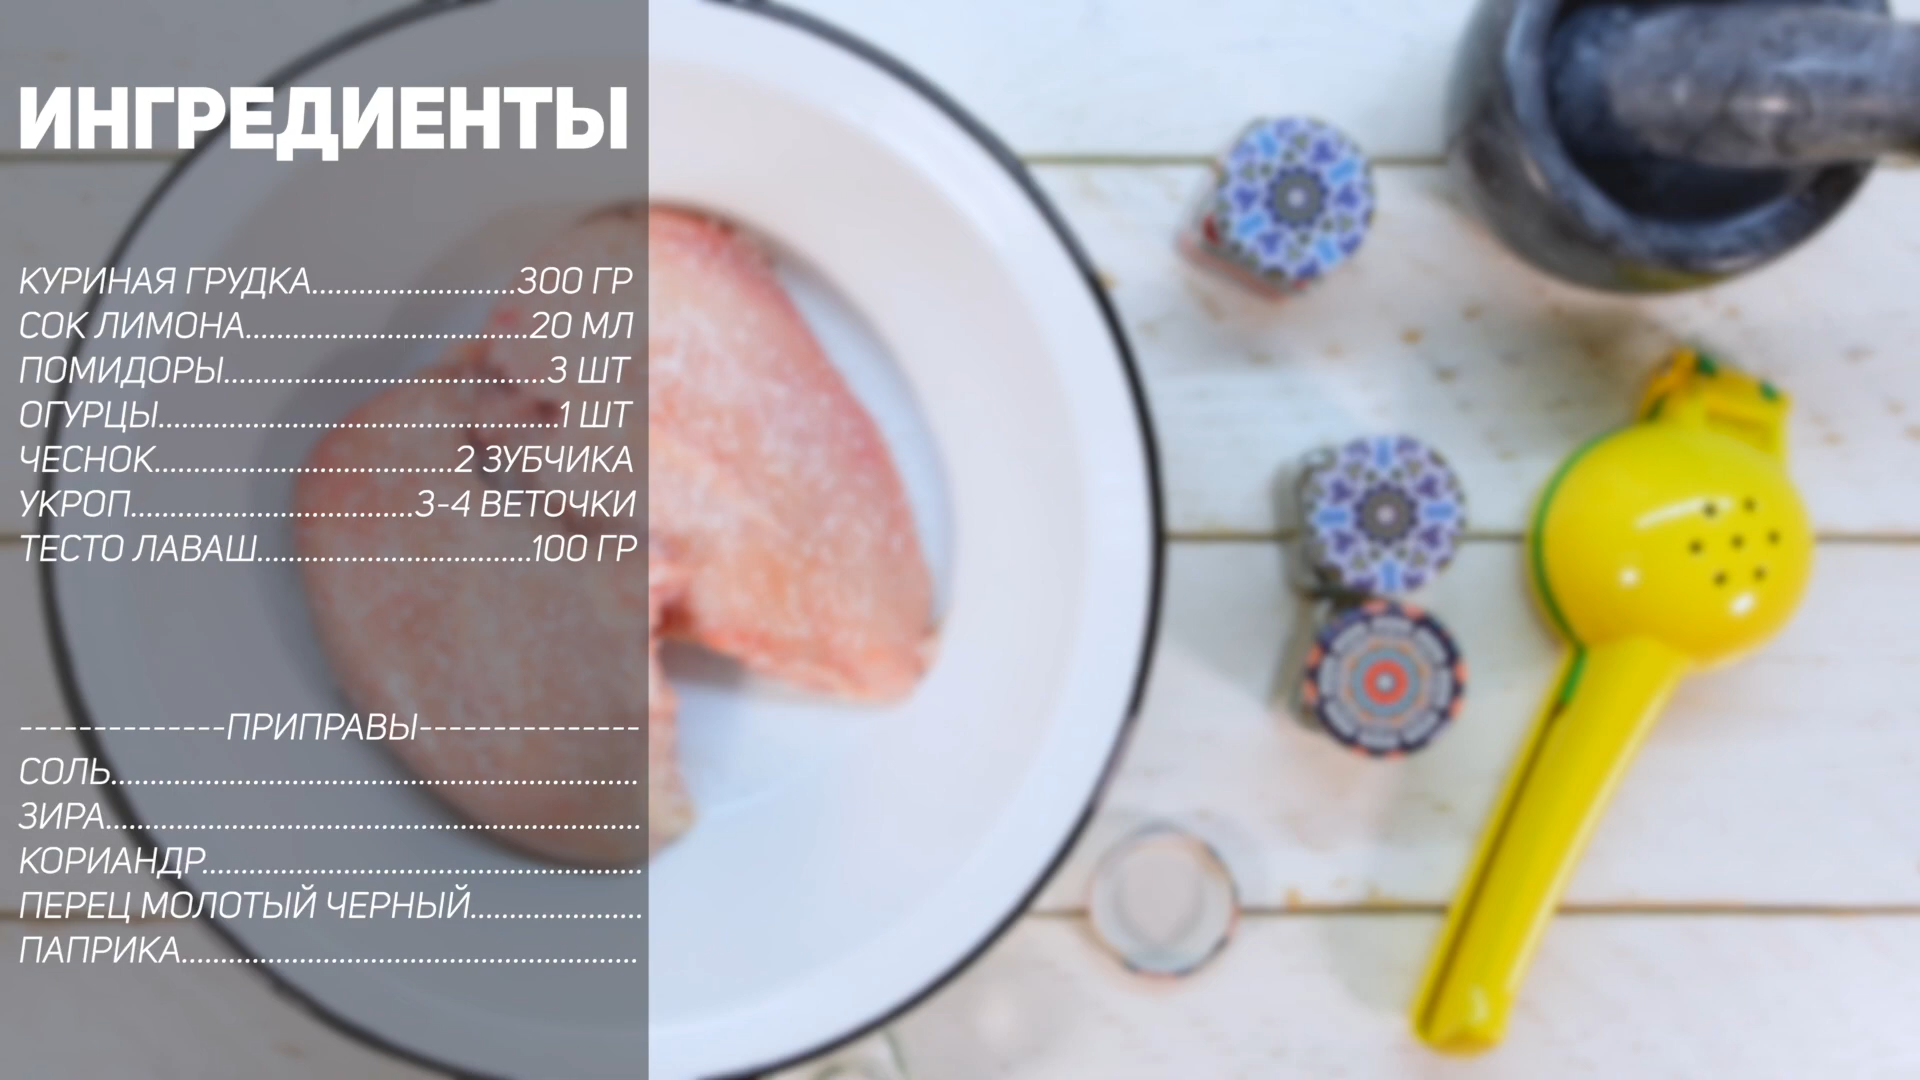 ИНГРЕДИЕНТЫ
КУРИНАЯ ГРУДКА..........................300 ГР
СОК ЛИМОНА....................................20 МЛ
ПОМИДОРЫ.........................................3 ШТ
ОГУРЦЫ...................................................1 ШТ
ЧЕСНОК......................................2 ЗУБЧИКА
УКРОП....................................3-4 ВЕТОЧКИ
ТЕСТО ЛАВАШ...................................100 ГР
--------------ПРИПРАВЫ---------------
СОЛЬ...................................................................
ЗИРА....................................................................
КОРИАНДР........................................................
ПЕРЕЦ МОЛОТЫЙ ЧЕРНЫЙ......................
ПАПРИКА..........................................................